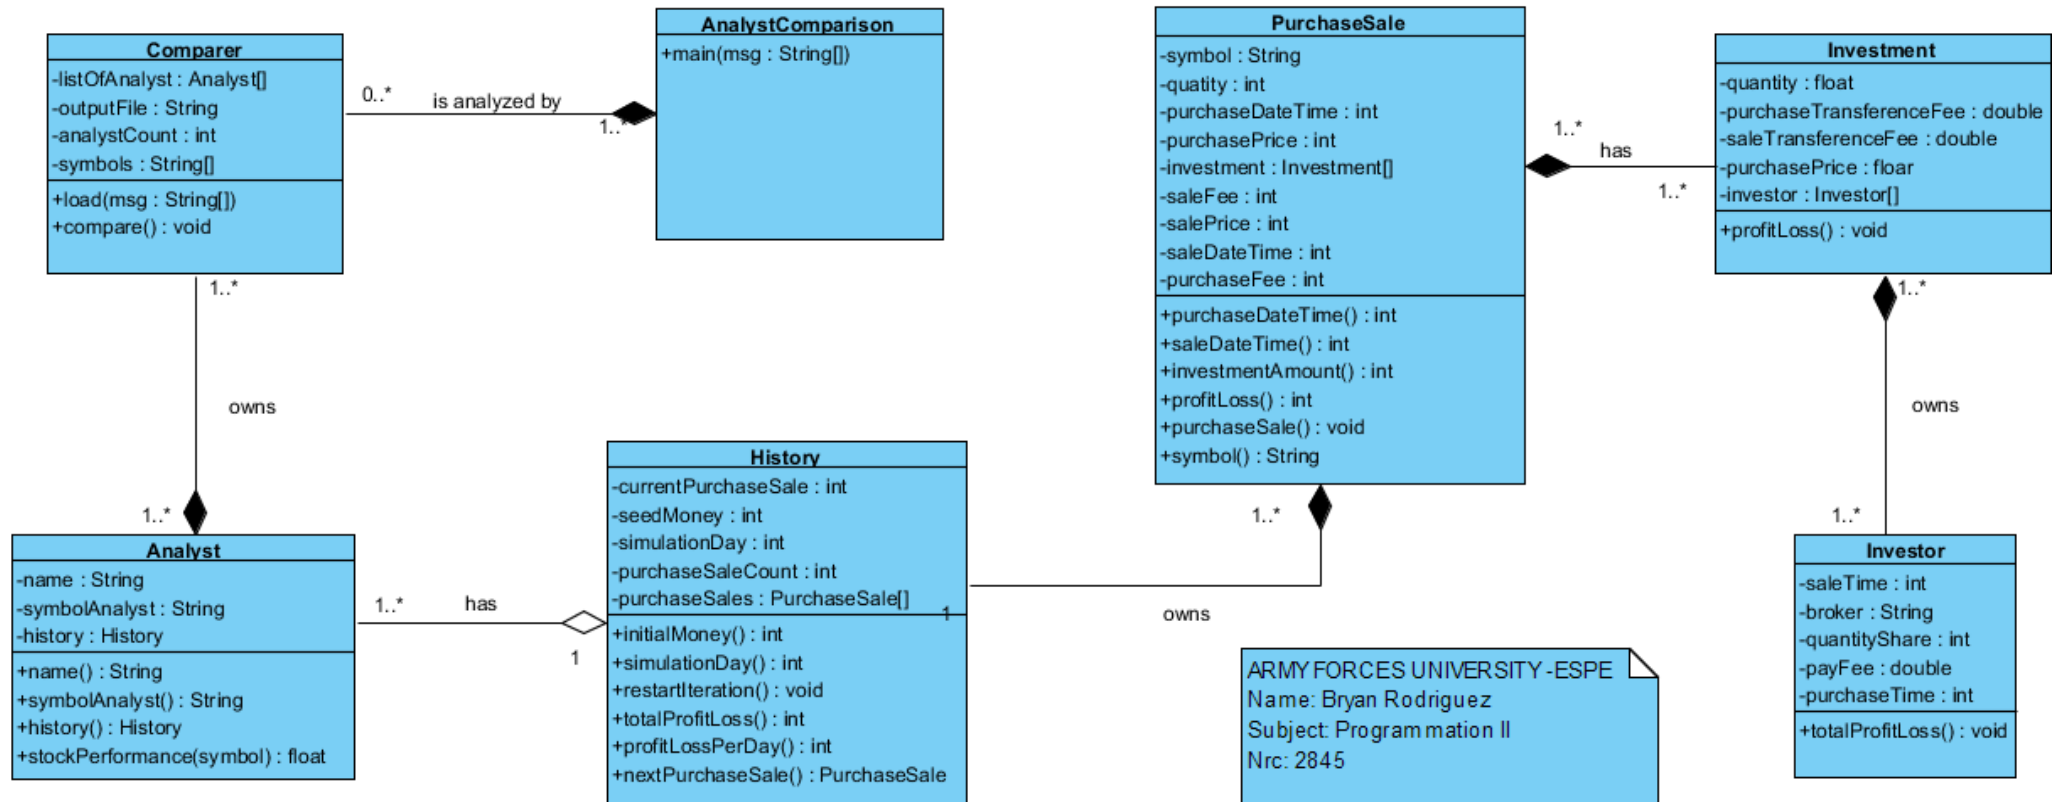 Comparer
-listOfAnalyst : Analyst[]
-outputFile : String
-analystCount : int
-symbols : String[]
+load(msg : String[])
+compare() : void
0..*
is analyzed by
1..*
AnalystComparison
+main(msg : String[])
1..*
owns
1..*
Analyst
-name : String
-symbolAnalyst : String
-history : History
+name() : String
+symbolAnalyst() : String
+history() : History
+stockPerformance(symbol) : float
1..*
has
1
History
-currentPurchaseSale : int
-seedMoney : int
-simulationDay : int
-purchaseSaleCount : int
-purchaseSales : PurchaseSale[]
+initialMoney() : int
+simulationDay() : int
+restartIteration() : void
+totalProfitLoss() : int
+profitLossPerDay() : int
+nextPurchaseSale() : PurchaseSale
1
owns
1..*
PurchaseSale
-symbol : String
-quatity : int
-purchaseDateTime : int
-purchasePrice : int
-investment : Investment[]
-saleFee : int
-salePrice : int
-saleDateTime : int
-purchaseFee : int
+purchaseDateTime() : int
+saleDateTime() : int
+investmentAmount() : int
+profitLoss() : int
+purchaseSale() : void
+symbol() : String
1..*
has
1..*
Investment
-quantity : float
-purchaseTransferenceFee : double
-saleTransferenceFee : double
-purchasePrice : floar
-investor : Investor[]
+profitLoss() : void
1..*
owns
1..*
Investor
-saleTime : int
-broker : String
-quantityShare : int
-payFee : double
-purchaseTime : int
+totalProfitLoss() : void
ARMY FORCES UNIVERSITY -ESPE
Name: Bryan Rodriguez
Subject: Programmation II
Nrc: 2845